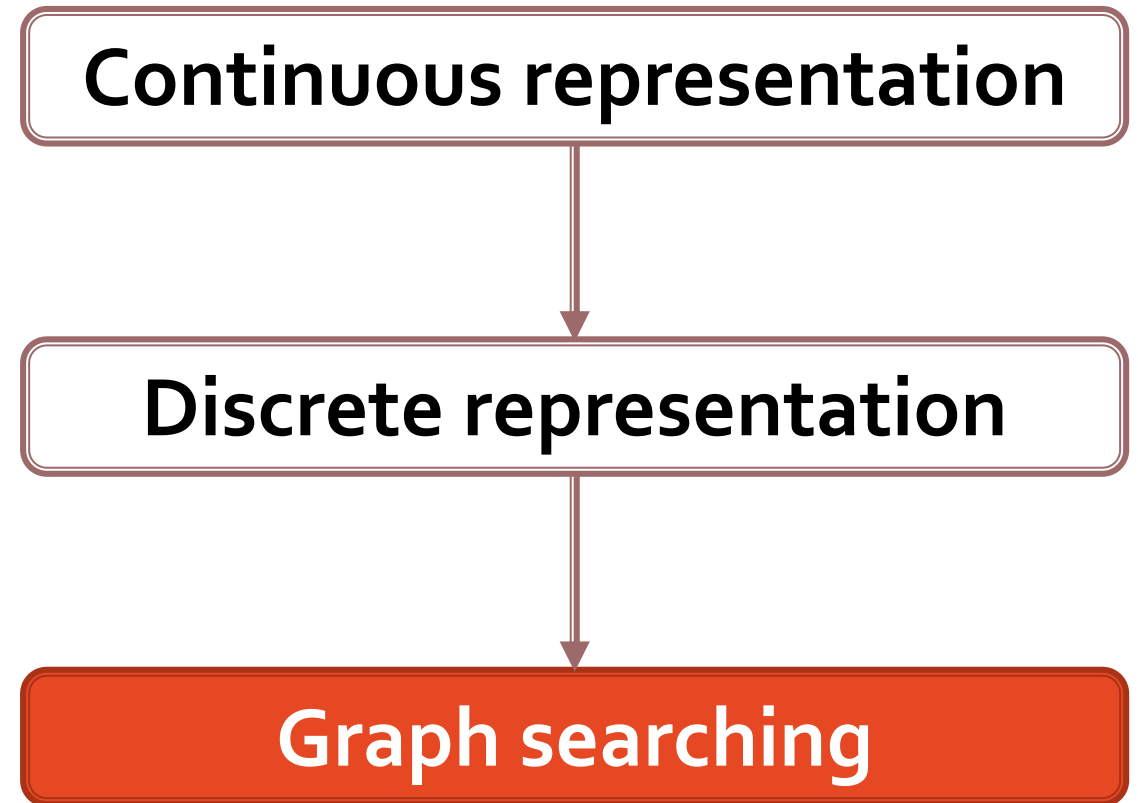 Continuous representation
Discrete representation
Graph searching